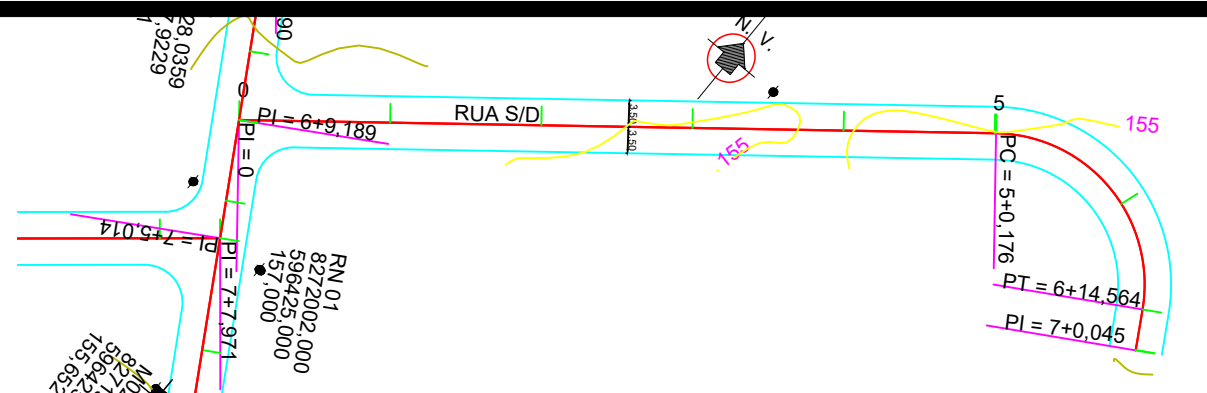 28,0359
7,9229
90
N. V.
0
PI = 6+9,189
PI = 0
RUA S/D
3.50
3.50
5
155
155
PC = 5+0,176
PI = 7+5,014
PI = 7+7,971
RN 01
8272002,000
596425,000
157,000
PT = 6+14,564
PI = 7+0,045
155,652